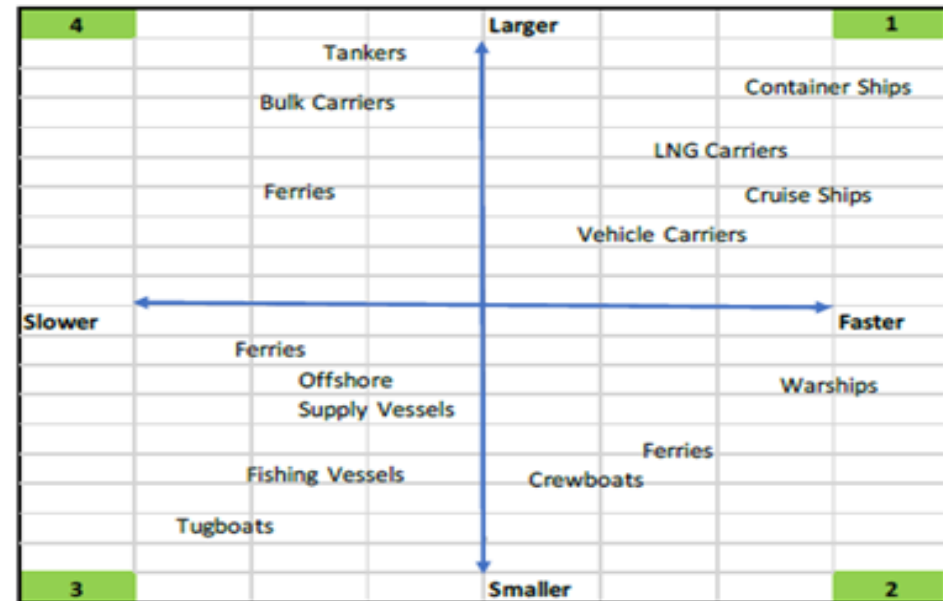 4 Larger 1
Tankers
Container Ships
Bulk Carriers
LNG Carriers
Ferries
Cruise Ships
Vehicle Carriers
Slower Faster
Ferries
Offshore
Supply Vessels
Warships
Ferries
Fishing Vessels
Crewboats
Tugboats
3 Smaller 2